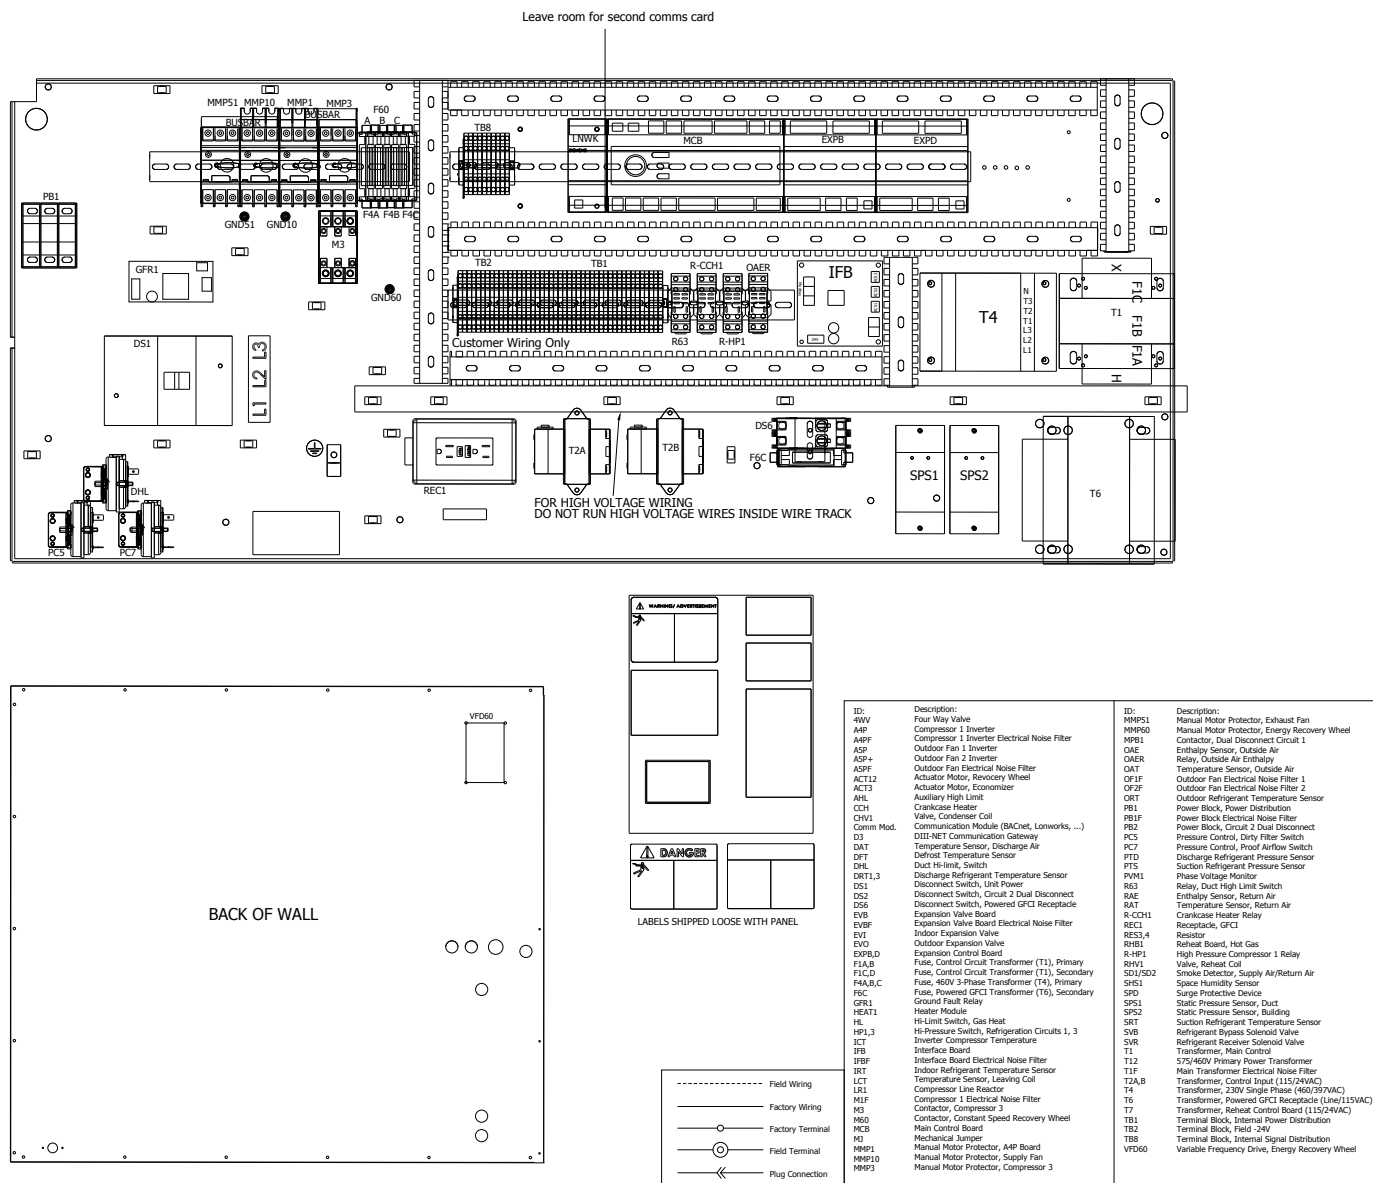 Leave room for second comms card
MMP51 MMP10 MMP1 MMP3
BUSBAR BUSBAR
F60
A B C
TB8
LNWK
MCB
EXPB
EXPD
PB1
GND51 GND10
M3
F4A F4B F4C
GFR1
GND60
TB2
TB1
R-CCH1
OAER
IFB
R63
R-HP1
Customer Wiring Only
T4
N
T3
T2
T1
L3
L2
L1
X
F1C
F1B
F1A
T1
H
DS1
L1 L2 L3
REC1
T2A
T2B
DS6
F6C
SPS1
SPS2
T6
DHL
PC5
PC7
FOR HIGH VOLTAGE WIRING
DO NOT RUN HIGH VOLTAGE WIRES INSIDE WIRE TRACK
WARNING/ ADVERTISEMENT
DANGER
LABELS SHIPPED LOOSE WITH PANEL
VFD60
BACK OF WALL
Field Wiring
Factory Wiring
Factory Terminal
Field Terminal
Plug Connection
ID: Description:
4WV Four Way Valve
A4P Compressor 1 Inverter
A4PF Compressor 1 Inverter Electrical Noise Filter
A5P Outdoor Fan 1 Inverter
A5P+ Outdoor Fan 2 Inverter
A5PF Outdoor Fan Electrical Noise Filter
ACT12 Actuator Motor, Revocery Wheel
ACT3 Actuator Motor, Economizer
AHL Auxiliary High Limit
CCH Crankcase Heater
CHV1 Valve, Condenser Coil
Comm Mod. Communication Module (BACnet, Lonworks, ...)
D3 DIII-NET Communication Gateway
DAT Temperature Sensor, Discharge Air
DFT Defrost Temperature Sensor
DHL Duct Hi-limit, Switch
DRT1,3 Discharge Refrigerant Temperature Sensor
DS1 Disconnect Switch, Unit Power
DS2 Disconnect Switch, Circuit 2 Dual Disconnect
DS6 Disconnect Switch, Powered GFCI Receptacle
EVB Expansion Valve Board
EVBF Expansion Valve Board Electrical Noise Filter
EVI Indoor Expansion Valve
EVO Outdoor Expansion Valve
EXPB,D Expansion Control Board
F1A,B Fuse, Control Circuit Transformer (T1), Primary
F1C,D Fuse, Control Circuit Transformer (T1), Secondary
F4A,B,C Fuse, 460V 3-Phase Transformer (T4), Primary
F6C Fuse, Powered GFCI Transformer (T6), Secondary
GFR1 Ground Fault Relay
HEAT1 Heater Module
HL Hi-Limit Switch, Gas Heat
HP1,3 Hi-Pressure Switch, Refrigeration Circuits 1, 3
ICT Inverter Compressor Temperature
IFB Interface Board
IFBF Interface Board Electrical Noise Filter
IRT Indoor Refrigerant Temperature Sensor
LCT Temperature Sensor, Leaving Coil
LR1 Compressor Line Reactor
M1F Compressor 1 Electrical Noise Filter
M3 Contactor, Compressor 3
M60 Contactor, Constant Speed Recovery Wheel
MCB Main Control Board
MJ Mechanical Jumper
MMP1 Manual Motor Protector, A4P Board
MMP10 Manual Motor Protector, Supply Fan
MMP3 Manual Motor Protector, Compressor 3
ID: Description:
MMP51 Manual Motor Protector, Exhaust Fan
MMP60 Manual Motor Protector, Energy Recovery Wheel
MPB1 Contactor, Dual Disconnect Circuit 1
OAE Enthalpy Sensor, Outside Air
OAER Relay, Outside Air Enthalpy
OAT Temperature Sensor, Outside Air
OF1F Outdoor Fan Electrical Noise Filter 1
OF2F Outdoor Fan Electrical Noise Filter 2
ORT Outdoor Refrigerant Temperature Sensor
PB1 Power Block, Power Distribution
PB1F Power Block Electrical Noise Filter
PB2 Power Block, Circuit 2 Dual Disconnect
PC5 Pressure Control, Dirty Filter Switch
PC7 Pressure Control, Proof Airflow Switch
PTD Discharge Refrigerant Pressure Sensor
PTS Suction Refrigerant Pressure Sensor
PVM1 Phase Voltage Monitor
R63 Relay, Duct High Limit Switch
RAE Enthalpy Sensor, Return Air
RAT Temperature Sensor, Return Air
R-CCH1 Crankcase Heater Relay
REC1 Receptacle, GFCI
RES3,4 Resistor
RHB1 Reheat Board, Hot Gas
R-HP1 High Pressure Compressor 1 Relay
RHV1 Valve, Reheat Coil
SD1/SD2 Smoke Detector, Supply Air/Return Air
SHS1 Space Humidity Sensor
SPD Surge Protective Device
SPS1 Static Pressure Sensor, Duct
SPS2 Static Pressure Sensor, Building
SRT Suction Refrigerant Temperature Sensor
SVB Refrigerant Bypass Solenoid Valve
SVR Refrigerant Receiver Solenoid Valve
T1 Transformer, Main Control
T12 575/460V Primary Power Transformer
T1F Main Transformer Electrical Noise Filter
T2A,B Transformer, Control Input (115/24VAC)
T4 Transformer, 230V Single Phase (460/397VAC)
T6 Transformer, Powered GFCI Receptacle (Line/115VAC)
T7 Transformer, Reheat Control Board (115/24VAC)
TB1 Terminal Block, Internal Power Distribution
TB2 Terminal Block, Field -24V
TB8 Terminal Block, Internal Signal Distribution
VFD60 Variable Frequency Drive, Energy Recovery Wheel